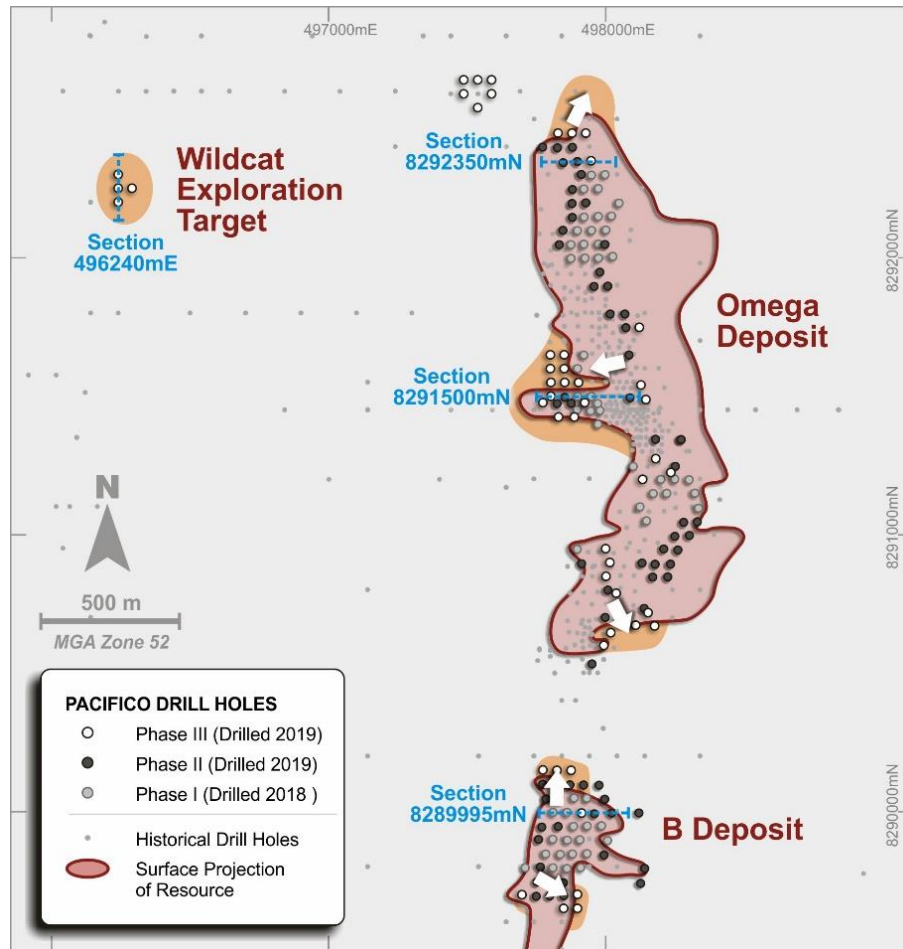 497000mE
498000mE
Section
8292350mN
Wildcat
Exploration
Target
Section
496240mE
8292000mN
Omega
Deposit
Section
8291500mN
N
8291000mN
500 m
MGA Zone 52
PACIFICO DRILL HOLES
Phase III (Drilled 2019)
Phase II (Drilled 2019)
Phase I (Drilled 2018 )
Historical Drill Holes
Surface Projection
of Resource
Section
8289995mN
B Deposit
8290000mN